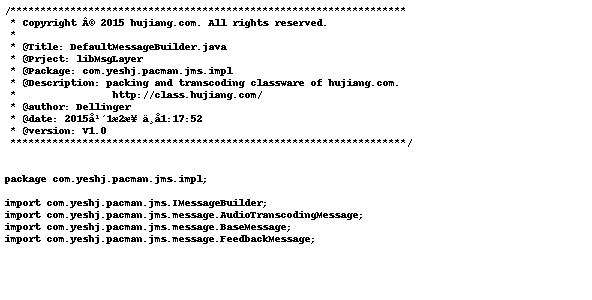 /******************************************************************
* Copyright Â© 2015 hujiang.com. All rights reserved.
*
* @Title: DefaultMessageBuilder.java
* @Prject: libMsgLayer
* @Package: com.yeshj.pacman.jms.impl
* @Description: packing and transcoding classware of hujiang.com.
* http://class.hujiang.com/
* @author: Dellinger
* @date: 2015å¹´1æ2æ¥ ä¸å1:17:52
* @version: V1.0
******************************************************************/
package com.yeshj.pacman.jms.impl;
import com.yeshj.pacman.jms.IMessageBuilder;
import com.yeshj.pacman.jms.message.AudioTranscodingMessage;
import com.yeshj.pacman.jms.message.BaseMessage;
import com.yeshj.pacman.jms.message.FeedbackMessage;